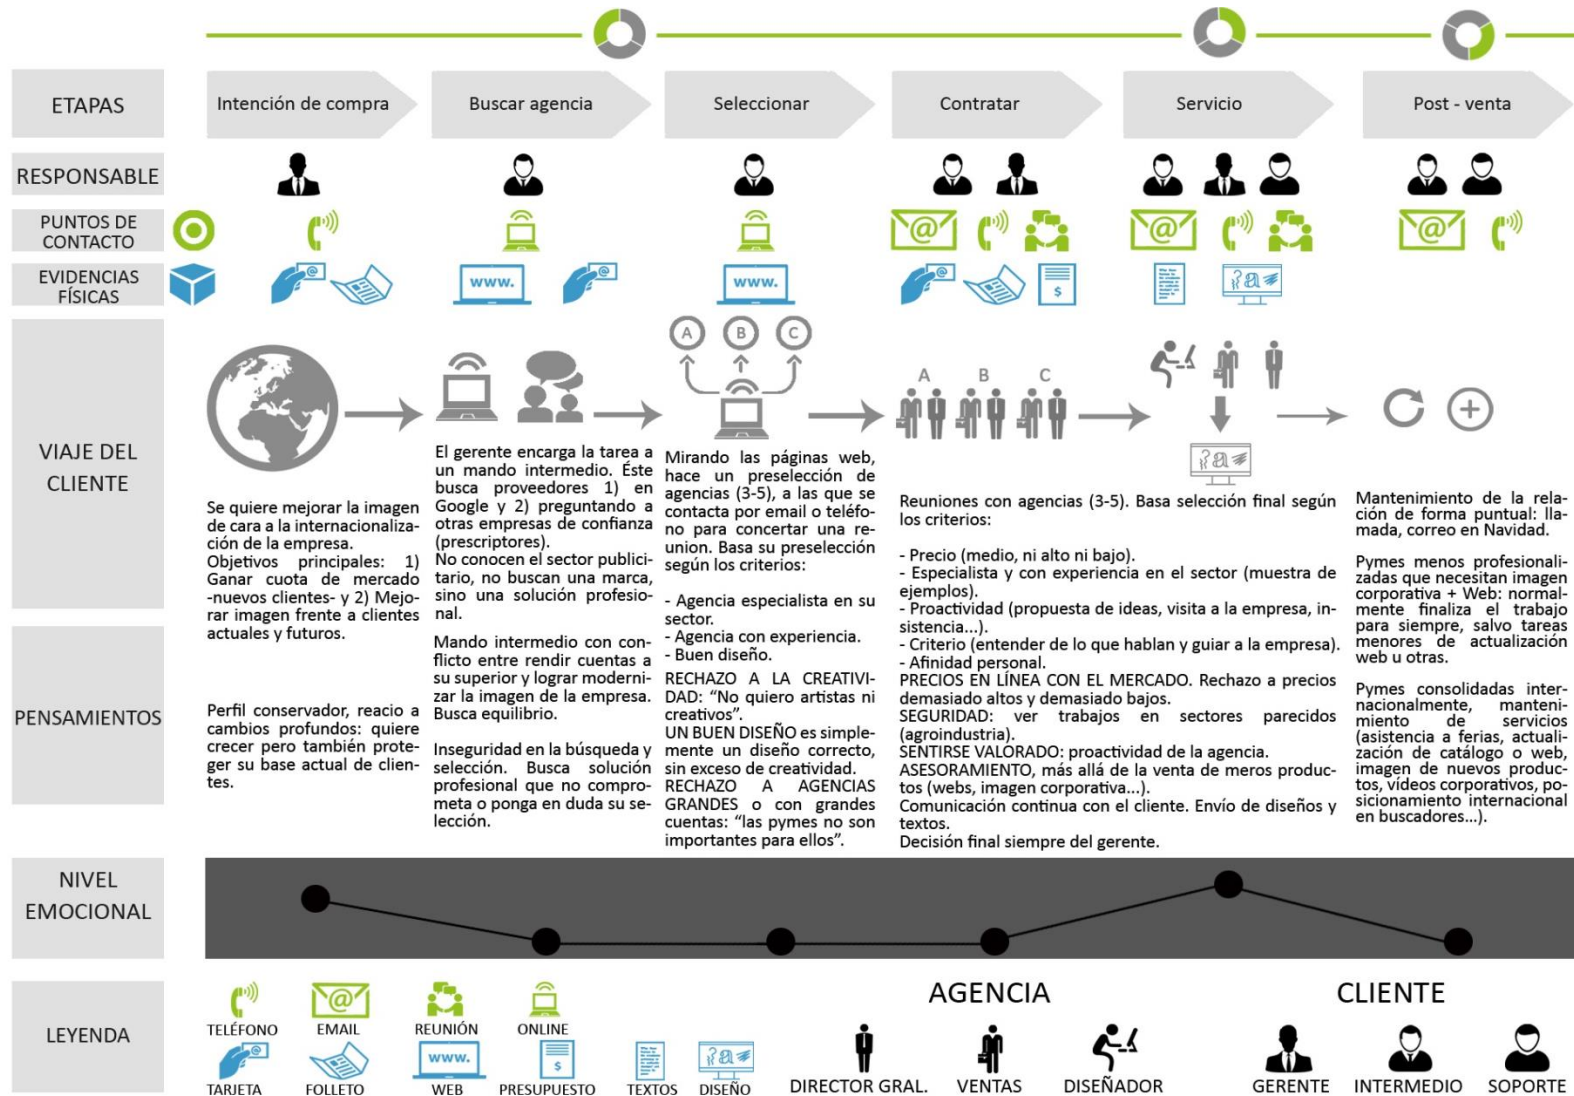 ETAPAS
Intención de compra
Buscar agencia
Seleccionar
Contratar
Servicio
Post - venta
RESPONSABLE
PUNTOS DE
CONTACTO
@
@
@
EVIDENCIAS
FÍSICAS
@
www.
@
www.
@
$
?a
VIAJE DEL
CLIENTE
A
B
C
A
B
C
?a
Se quiere mejorar la imagen
de cara a la internacionaliza-
ción de la empresa.
Objetivos principales: 1)
Ganar cuota de mercado
-nuevos clientes- y 2) Mejo-
rar imagen frente a clientes
actuales y futuros.
El gerente encarga la tarea a
un mando intermedio. Éste
busca proveedores 1) en
Google y 2) preguntando a
otras empresas de confianza
(prescriptores).
No conocen el sector publici-
tario, no buscan una marca,
sino una solución profesio-
nal.
Mirando las páginas web,
hace un preselección de
agencias (3-5), a las que se
contacta por email o teléfo-
no para concertar una re-
union. Basa su preselección
según los criterios:
- Agencia especialista en su
sector.
- Agencia con experiencia.
- Buen diseño.
Reuniones con agencias (3-5). Basa selección final según
los criterios:
- Precio (medio, ni alto ni bajo).
- Especialista y con experiencia en el sector (muestra de
ejemplos).
- Proactividad (propuesta de ideas, visita a la empresa, in-
sistencia...).
- Criterio (entender de lo que hablan y guiar a la empresa).
- Afinidad personal.
Mantenimiento de la rela-
ción de forma puntual: lla-
mada, correo en Navidad.
Pymes menos profesionali-
zadas que necesitan imagen
corporativa + Web: normal-
mente finaliza el trabajo
para siempre, salvo tareas
menores de actualización
web u otras.
Pymes consolidadas inter-
nacionalmente, manteni-
miento de servicios
(asistencia a ferias, actuali-
zación de catálogo o web,
imagen de nuevos produc-
tos, vídeos corporativos, po-
sicionamiento internacional
en buscadores...).
PENSAMIENTOS
Perfil conservador, reacio a
cambios profundos: quiere
crecer pero también prote-
ger su base actual de clien-
tes.
Mando intermedio con con-
flicto entre rendir cuentas a
su superior y lograr moderni-
zar la imagen de la empresa.
Busca equilibrio.
Inseguridad en la búsqueda y
selección. Busca solución
profesional que no compro-
meta o ponga en duda su se-
lección.
RECHAZO A LA CREATIVI-
DAD: “No quiero artistas ni
creativos”.
UN BUEN DISEÑO es simple-
mente un diseño correcto,
sin exceso de creatividad.
RECHAZO A AGENCIAS
GRANDES o con grandes
cuentas: “las pymes no son
importantes para ellos”.
PRECIOS EN LÍNEA CON EL MERCADO. Rechazo a precios
demasiado altos y demasiado bajos.
SEGURIDAD: ver trabajos en sectores parecidos
(agroindustria).
SENTIRSE VALORADO: proactividad de la agencia.
ASESORAMIENTO, más allá de la venta de meros produc-
tos (webs, imagen corporativa...).
Comunicación continua con el cliente. Envío de diseños y
textos.
Decisión final siempre del gerente.
NIVEL
EMOCIONAL
LEYENDA
@
TELÉFONO
EMAIL
REUNIÓN
ONLINE
@
www.
$
?a
TARJETA
FOLLETO
WEB
PRESUPUESTO
TEXTOS
DISEÑO
AGENCIA
DIRECTOR GRAL.
VENTAS
DISEÑADOR
CLIENTE
GERENTE
INTERMEDIO
SOPORTE